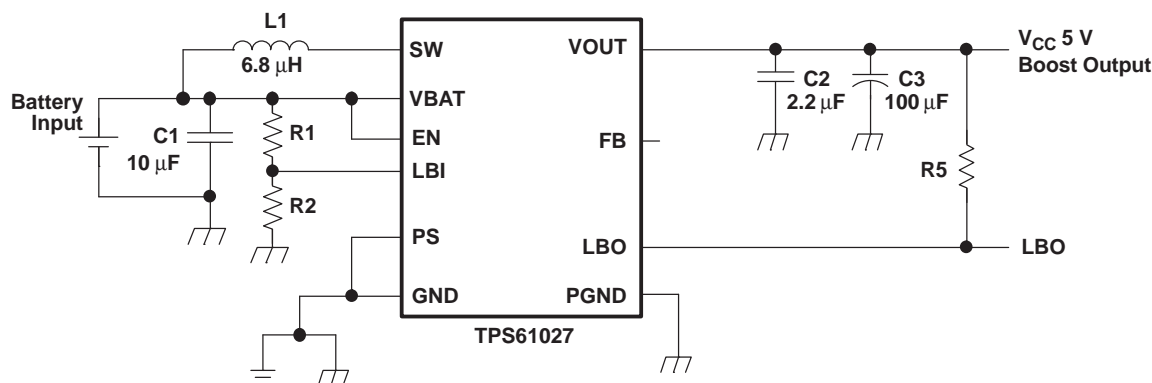 L1
6.8 µH
SW
VOUT
V_CC 5 V
Boost Output
C2
2.2 µF
C3
100 µF
Battery
Input
VBAT
C1
10 µF
R1
EN
FB
LBI
R2
R5
PS
LBO
LBO
GND
PGND
TPS61027